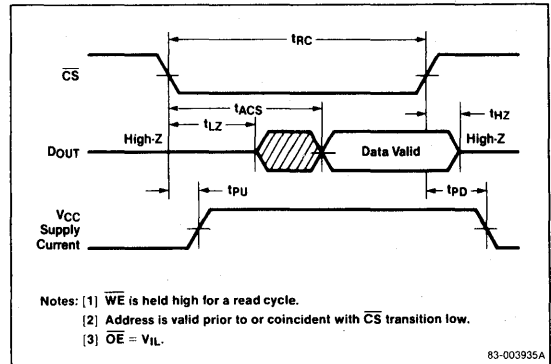 tRC
CS
tACS
tLZ
tHZ
High-Z
High-Z
DOUT
Data Valid
tPU
tPD
VCC
Supply
Current
Notes: [1] WE is held high for a read cycle.
[2] Address is valid prior to or coincident with CS transition low.
[3] OE = VIL.
83-003935A